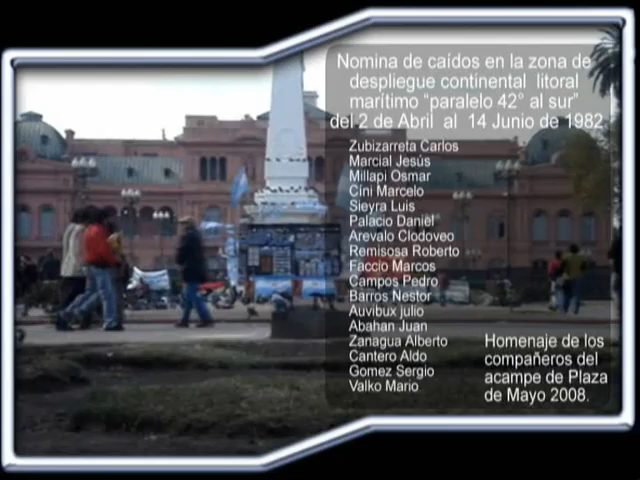 Nomina de caídos en la zona de
despliegue continental litoral
marítimo “paralelo 42° al sur”
del 2 de Abril al 14 Junio de 1982
Zubizarreta Carlos
Marcial Jesús
Millapi Osmar
Cini Marcelo
Sieyra Luis
Palacio Daniel
Arevalo Clodoveo
Remisosa Roberto
Faccio Marcos
Campos Pedro
Barros Nestor
Auvibux julio
Abahan Juan
Zanagua Alberto
Cantero Aldo
Gomez Sergio
Valko Mario
Homenaje de los
compañeros del
acampe de Plaza
de Mayo 2008.